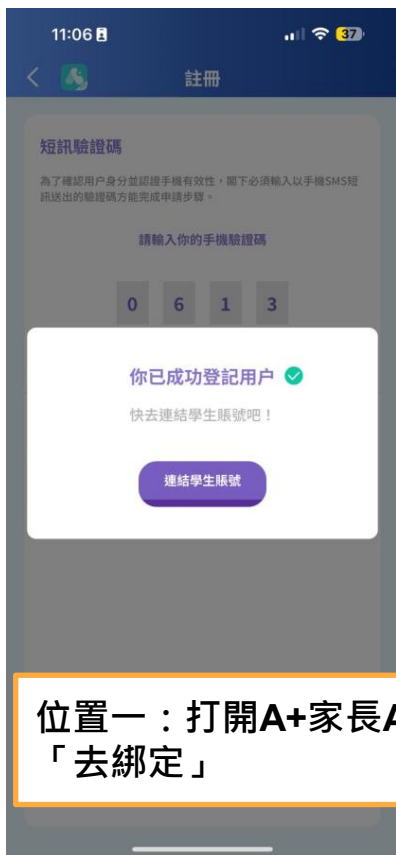 11:06
37
註冊
短訊驗證碼
為了確認用户身分並認證手機有效性，閣下必須輸入以手機SMS短
訊送出的驗證碼方能完成申請步驟。
請輸入你的手機驗證碼
0 6 1 3
你已成功登記用户
快去連結學生賬號吧！
連結學生賬號
位置一：打開A+家長A
「去綁定」